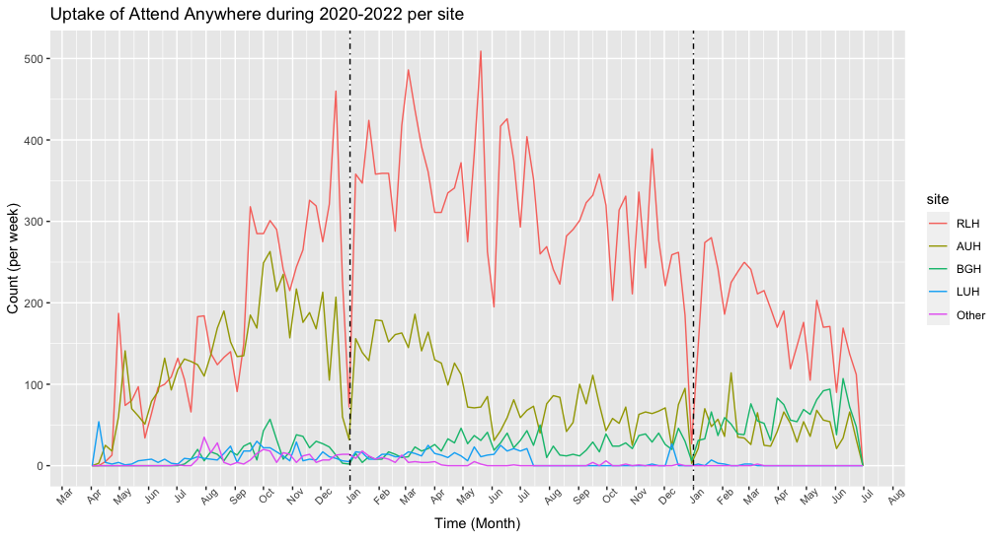 Uptake of Attend Anywhere during 2020-2022 per site
Count (per week)
500
400
300
200
100
0
Mar Apr May Jun Jul Aug Sep Oct Nov Dec Jan Feb Mar Apr May Jun Jul Aug Sep Oct Nov Dec Jan Feb Mar Apr May Jun Jul Aug
Time (Month)
site
RLH
AUH
BGH
LUH
Other